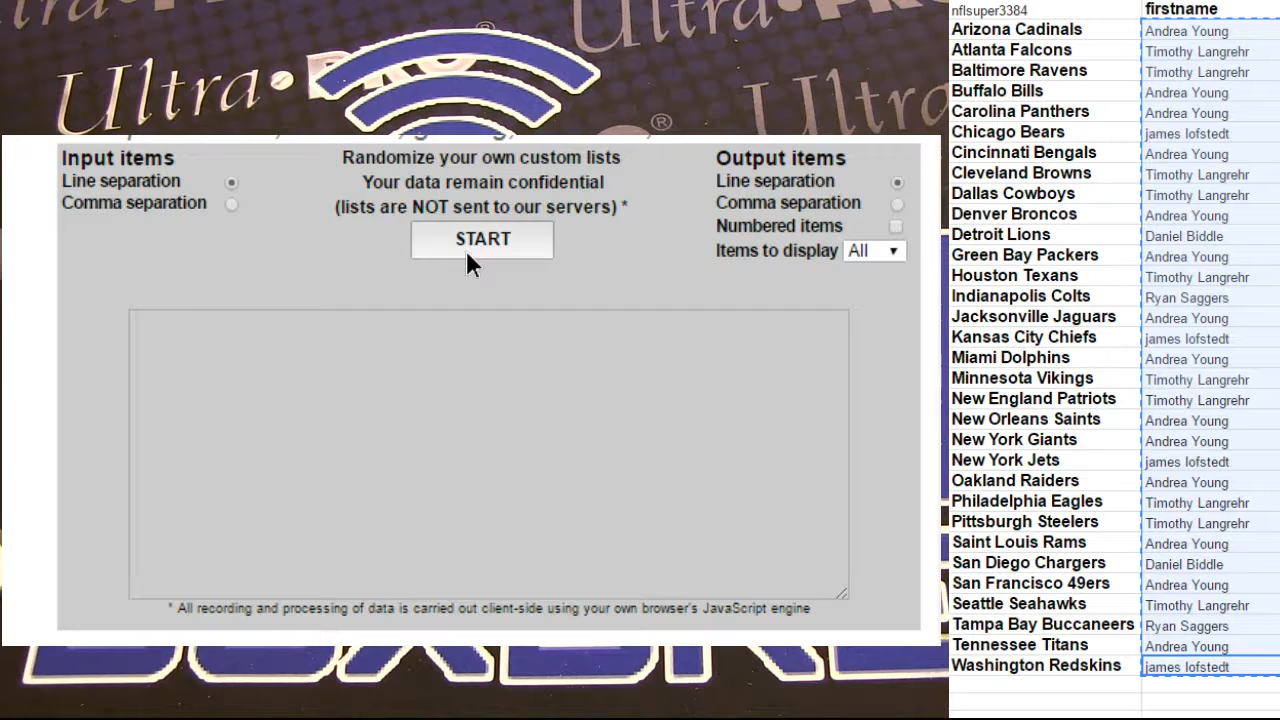 Ultra•PRO®
Ultra•PRO
Ultra
®
Input items
Line separation
Comma separation
Randomize your own custom lists
Your data remain confidential
(lists are NOT sent to our servers) *
START
Output items
Line separation
Comma separation
Numbered items
Items to display All
* All recording and processing of data is carried out client-side using your own browser's JavaScript engine
nflsuper3384 firstname
Arizona Cadinals Andrea Young
Atlanta Falcons Timothy Langrehr
Baltimore Ravens Timothy Langrehr
Buffalo Bills Andrea Young
Carolina Panthers Andrea Young
Chicago Bears james lofstedt
Cincinnati Bengals Andrea Young
Cleveland Browns Timothy Langrehr
Dallas Cowboys Timothy Langrehr
Denver Broncos Andrea Young
Detroit Lions Daniel Biddle
Green Bay Packers Andrea Young
Houston Texans Timothy Langrehr
Indianapolis Colts Ryan Saggers
Jacksonville Jaguars Andrea Young
Kansas City Chiefs james lofstedt
Miami Dolphins Andrea Young
Minnesota Vikings Timothy Langrehr
New England Patriots Timothy Langrehr
New Orleans Saints Andrea Young
New York Giants Andrea Young
New York Jets james lofstedt
Oakland Raiders Andrea Young
Philadelphia Eagles Timothy Langrehr
Pittsburgh Steelers Timothy Langrehr
Saint Louis Rams Andrea Young
San Diego Chargers Daniel Biddle
San Francisco 49ers Andrea Young
Seattle Seahawks Timothy Langrehr
Tampa Bay Buccaneers Ryan Saggers
Tennessee Titans Andrea Young
Washington Redskins james lofstedt